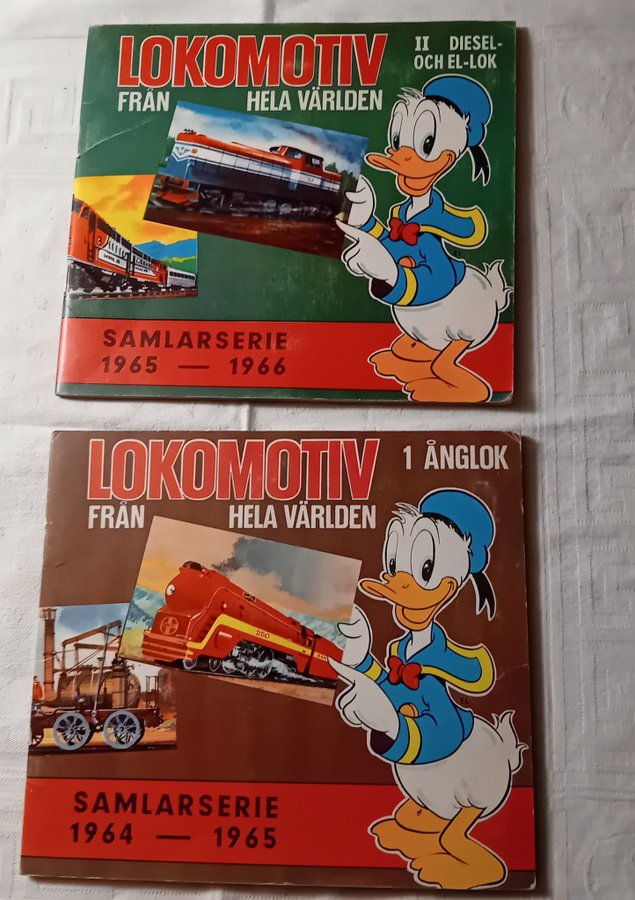 LOKOMOTIV
II DIESEL-
OCH EL-LOK
FRÅN HELA VÄRLDEN
SAMLARSERIE
1965 — 1966
LOKOMOTIV
1 ÅNGLOK
FRÅN HELA VÄRLDEN
250
SAMLARSERIE
1964 — 1965